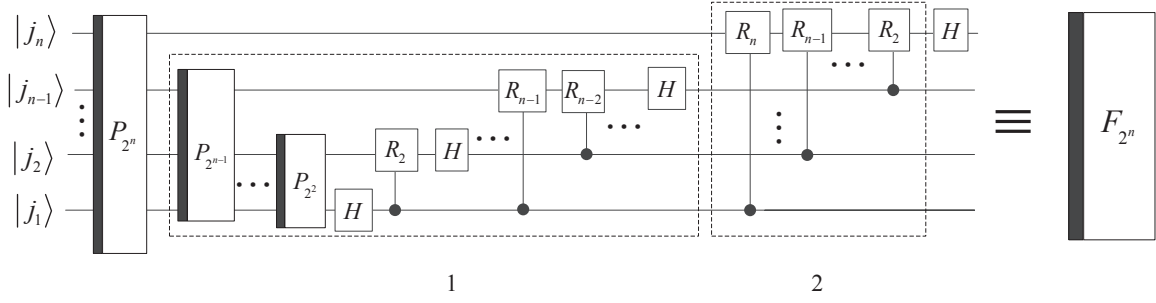 |j_n⟩ R_n R_{n−1} R_2 H
|j_{n−1}⟩ R_{n−1} R_{n−2} H
P_{2^n} P_{2^{n−1}} F_{2^n}
|j_2⟩ P_{2^2} R_2 H
|j_1⟩ H
1 2